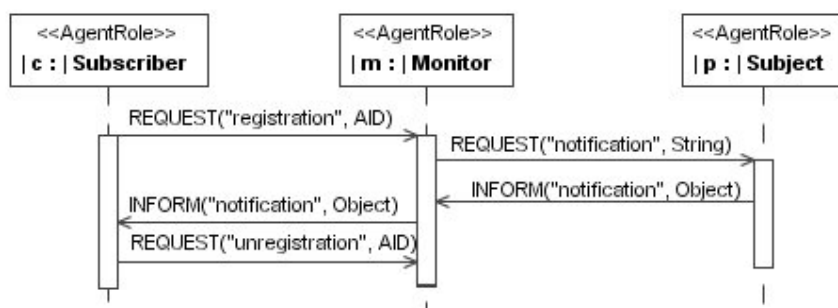 <<AgentRole>>
| c : | Subscriber
<<AgentRole>>
| m : | Monitor
<<AgentRole>>
| p : | Subject
REQUEST("registration", AID)
REQUEST("notification", String)
INFORM("notification", Object)
INFORM("notification", Object)
REQUEST("unregistration", AID)